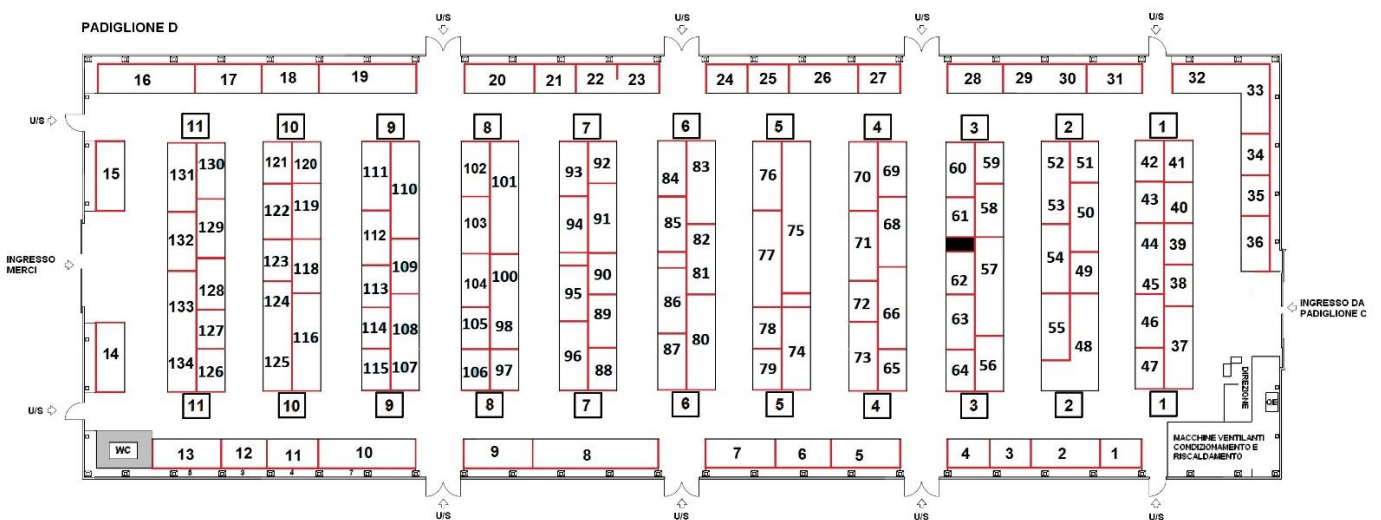 PADIGLIONE D
U/S U/S U/S U/S
16 17 18 19 20 21 22 23 24 25 26 27 28 29 30 31 32
33
U/S
11 10 9 8 7 6 5 4 3 2 1
131 130 121 120 111 110 102 101 93 92 84 83 76 75 70 69 60 59 52 51 42 41
15
34
132 129 122 119 112 109 103 100 94 91 85 82 77 74 71 68 61 58 53 50 43 40
35
133 128 123 118 113 108 104 98 95 90 86 81 78 72 66 62 57 54 49 44 39
36
INGRESSO
MERCI
134 127 124 116 114 107 105 97 96 89 87 80 79 73 65 63 56 55 48 45 38
126 125 115 106 88 64 46 37
47
INGRESSO DA
PADIGLIONE C
14
U/S
11 10 9 8 7 6 5 4 3 2 1
DIREZIONE
QE
WC
13 12 11 10 9 8 7 6 5 4 3 2 1
5 3 4 7
MACCHINE VENTILANTI
CONDIZIONAMENTO E
RISCALDAMENTO
U/S U/S U/S U/S